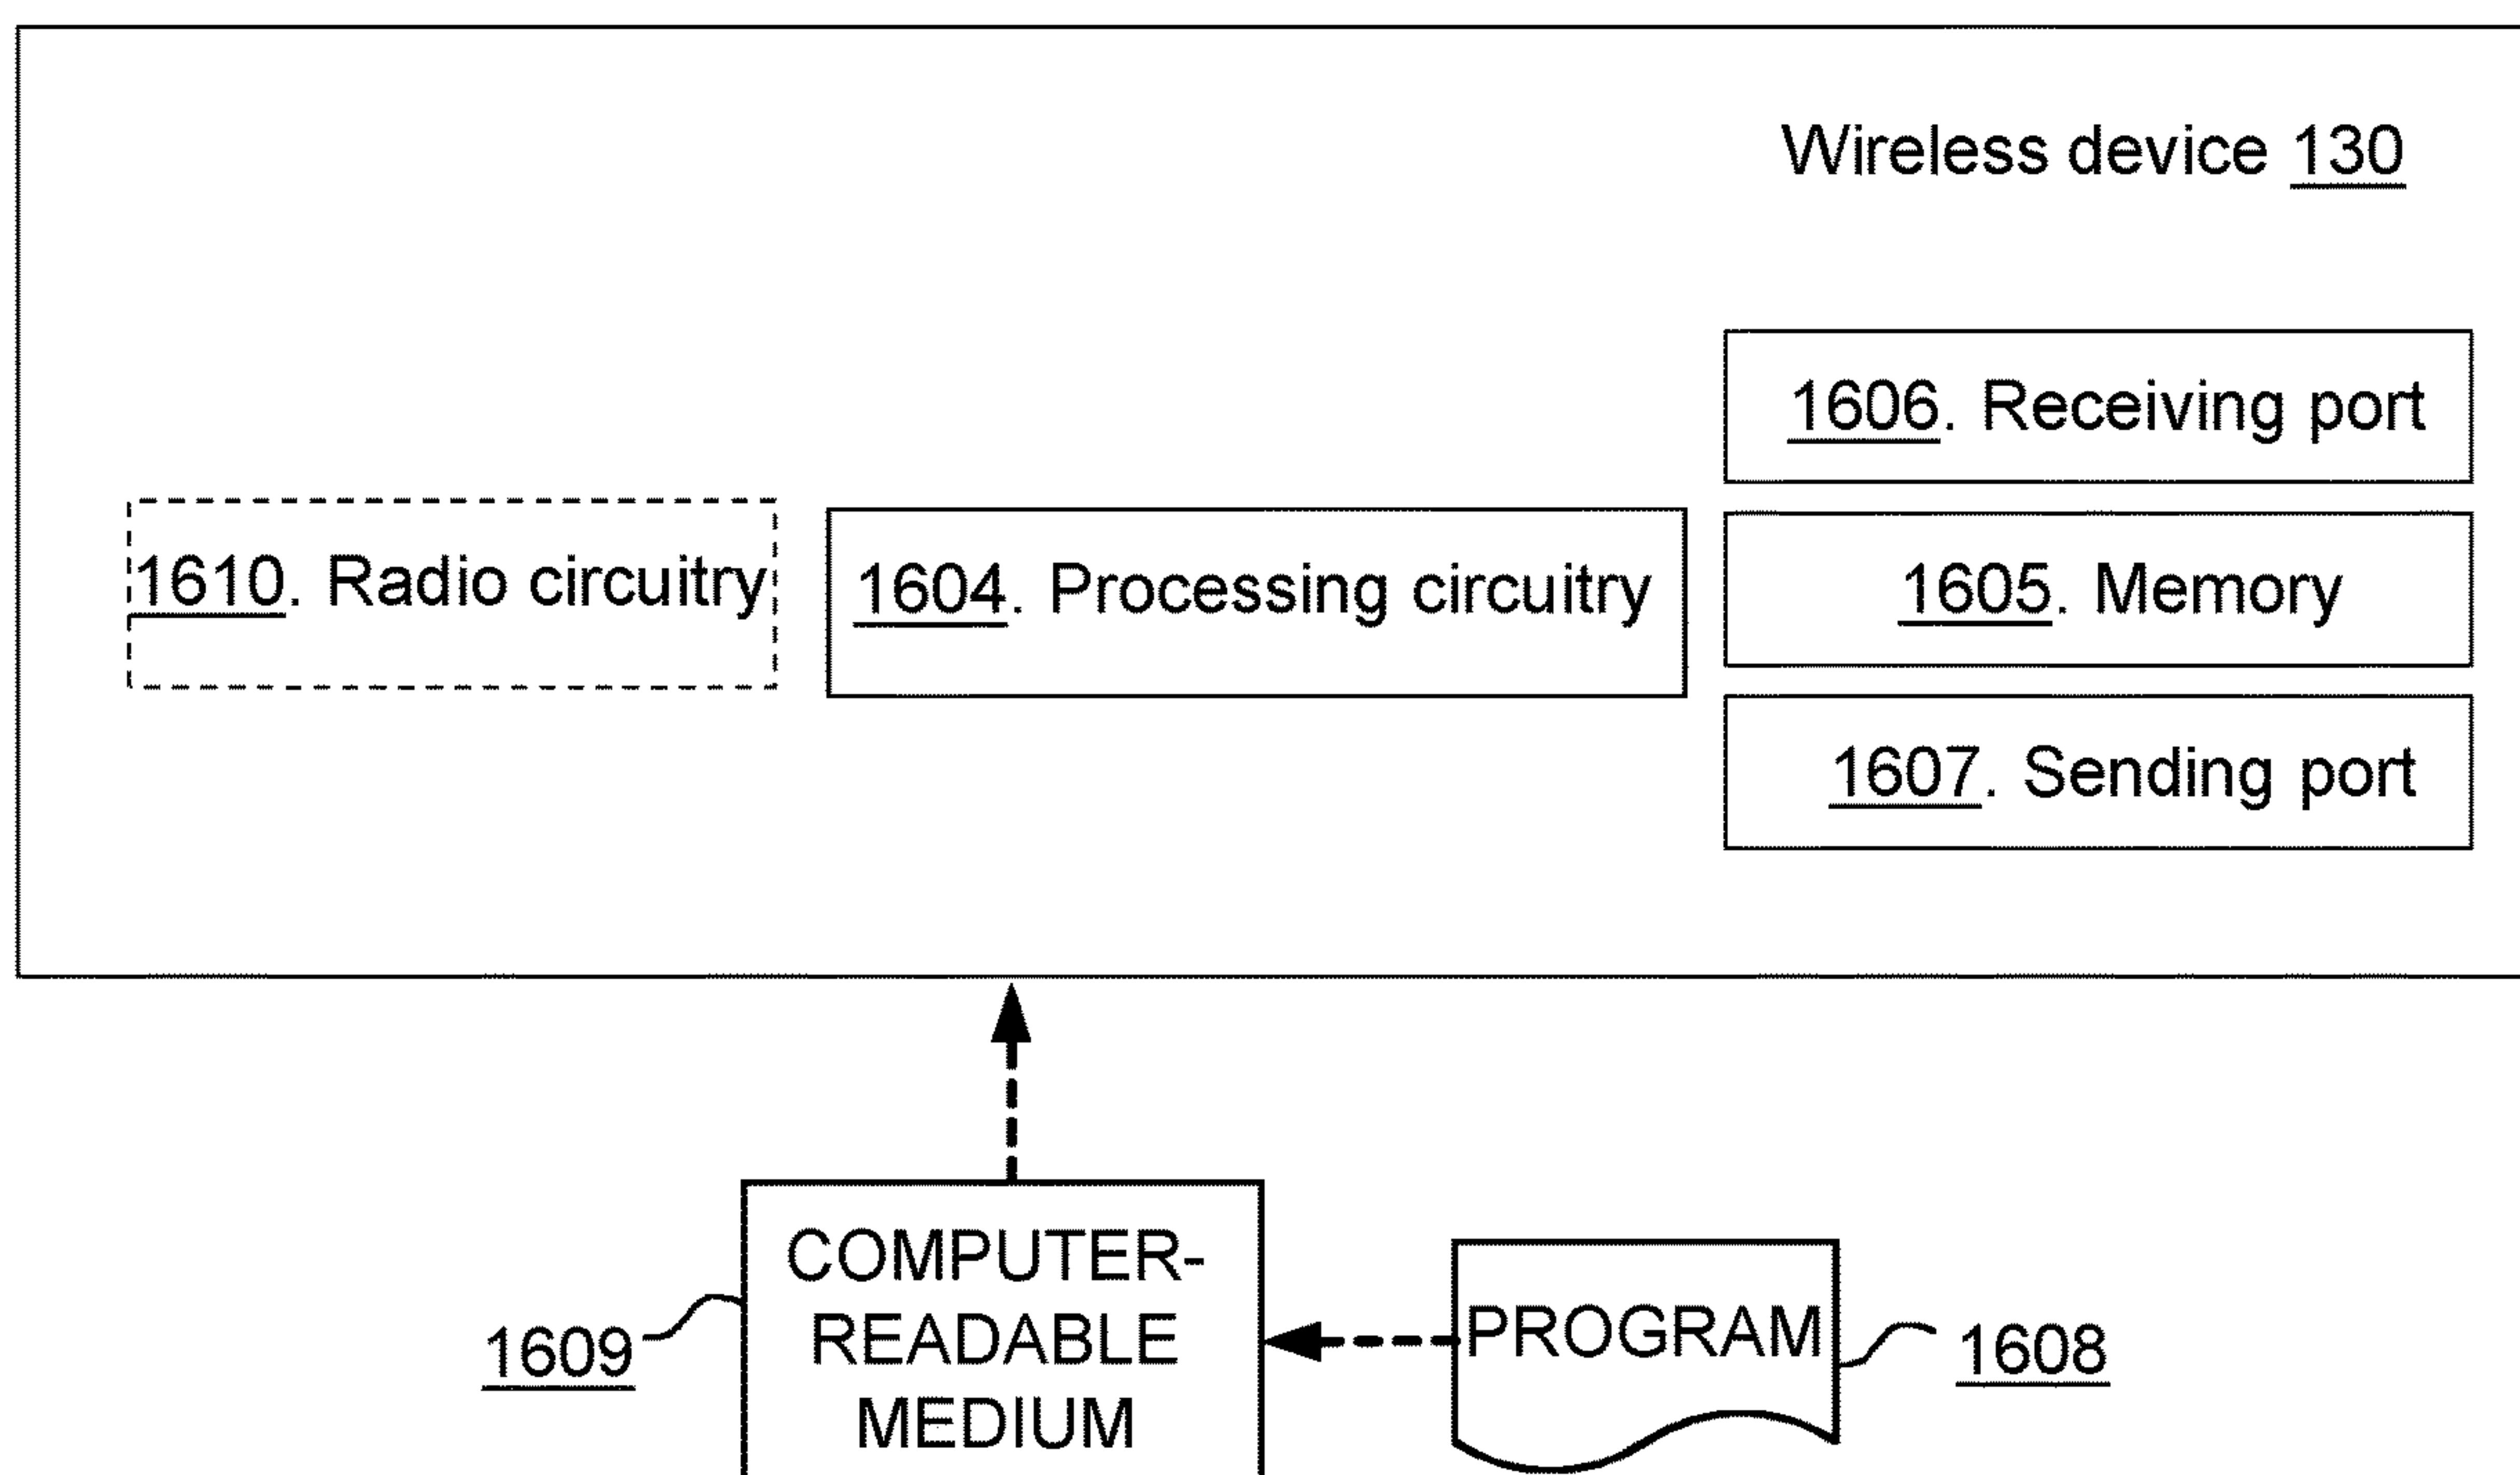 Wireless device 130
1606. Receiving port
1610. Radio circuitry
1604. Processing circuitry
1605. Memory
1607. Sending port
COMPUTER-
READABLE
MEDIUM
1609
PROGRAM
1608